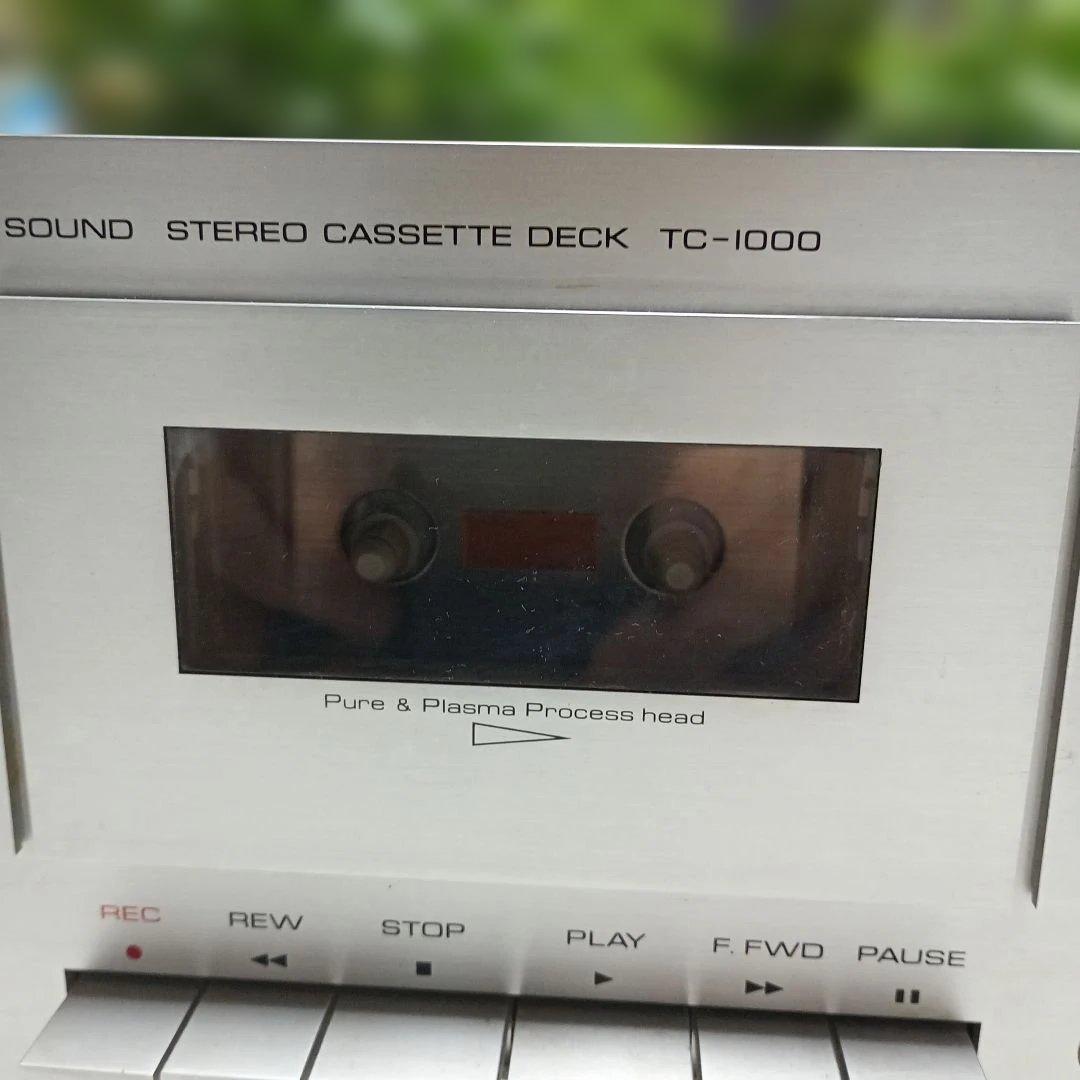 SOUND STEREO CASSETTE DECK TC-1000
Pure & Plasma Process head
REC REW STOP PLAY F. FWD PAUSE